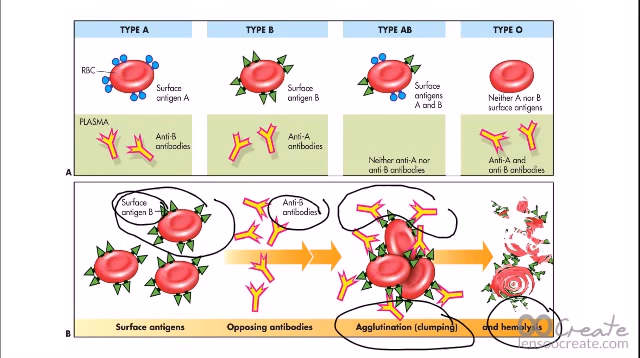 TYPE A
TYPE B
TYPE AB
TYPE O
RBC
Surface
antigen A
Surface
antigen B
Surface
antigens
A and B
Neither A nor B
surface antigens
PLASMA
Anti-B
antibodies
Anti-A
antibodies
Neither anti-A nor
anti-B antibodies
Anti-A and
anti B antibodies
A
Surface
antigen B
Anti-B
antibodies
B
Surface antigens
Opposing antibodies
Agglutination (clumping)
and hemolysis
Create
lensoocreate.com